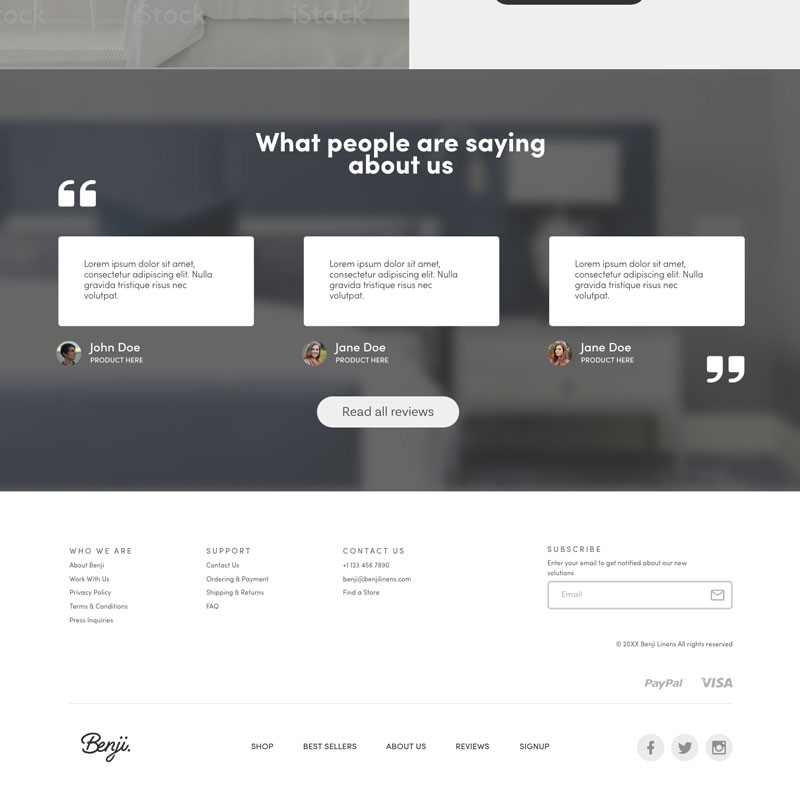 iStock
iStock
What people are saying
about us
Lorem ipsum dolor sit amet,
consectetur adipiscing elit. Nulla
gravida tristique risus nec
volutpat.
John Doe
PRODUCT HERE
Lorem ipsum dolor sit amet,
consectetur adipiscing elit. Nulla
gravida tristique risus nec
volutpat.
Jane Doe
PRODUCT HERE
Lorem ipsum dolor sit amet,
consectetur adipiscing elit. Nulla
gravida tristique risus nec
volutpat.
Jane Doe
PRODUCT HERE
Read all reviews
WHO WE ARE
About Benji
Work With Us
Privacy Policy
Terms & Conditions
Press Inquiries
SUPPORT
Contact Us
Ordering & Payment
Shipping & Returns
FAQ
CONTACT US
+1 123 456 7890
benji@benjilinens.com
Find a Store
SUBSCRIBE
Enter your email to get notified about our new
solutions
Email
© 20XX Benji Linens All rights reserved
PayPal VISA
Benji.
SHOP BEST SELLERS ABOUT US REVIEWS SIGNUP